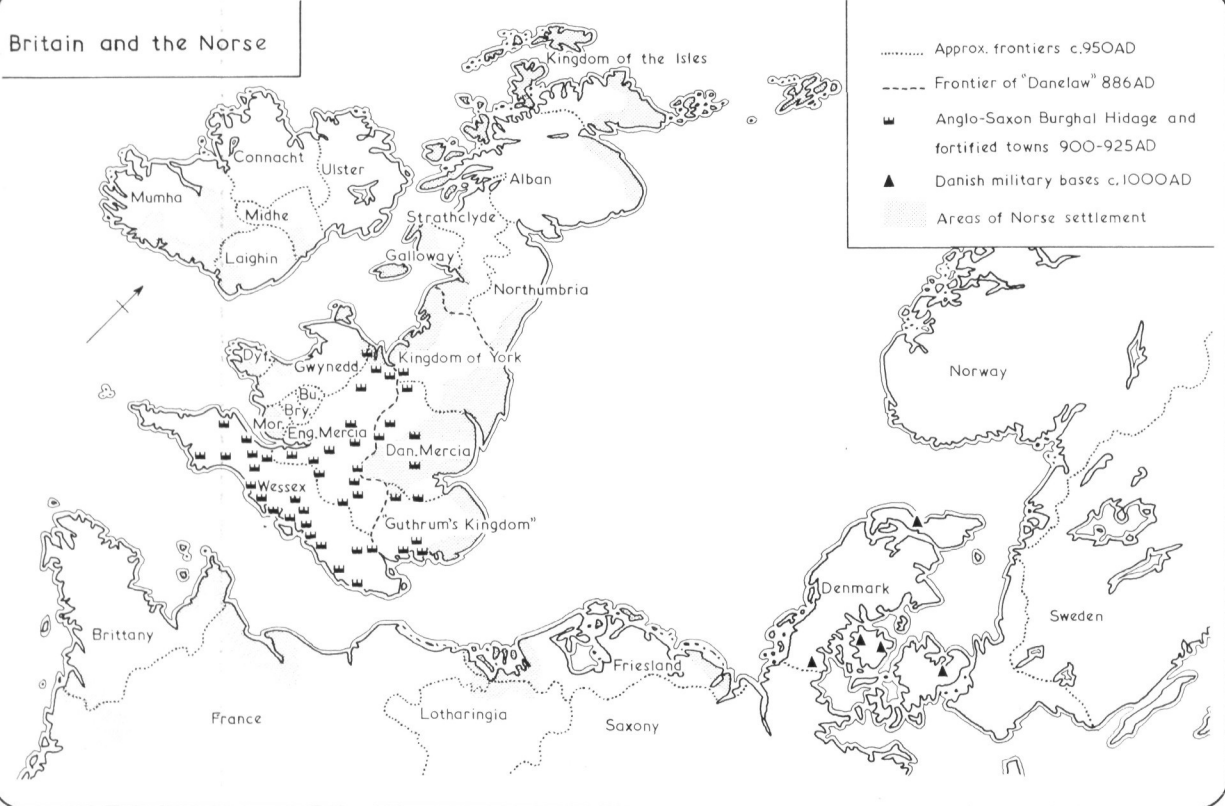 Britain and the Norse
Approx. frontiers c.950AD
Frontier of "Danelaw" 886AD
Anglo-Saxon Burghal Hidage and
fortified towns 900-925AD
Danish military bases c.1000AD
Areas of Norse settlement
Kingdom of the Isles
Connacht
Ulster
Mumha
Midhe
Laighin
Alban
Strathclyde
Galloway
Northumbria
Dyf.
Gwynedd
Kingdom of York
Bu.
Bry.
Mor.
Eng. Mercia
Dan. Mercia
Wessex
"Guthrum's Kingdom"
Norway
Denmark
Sweden
Brittany
Friesland
France
Lotharingia
Saxony